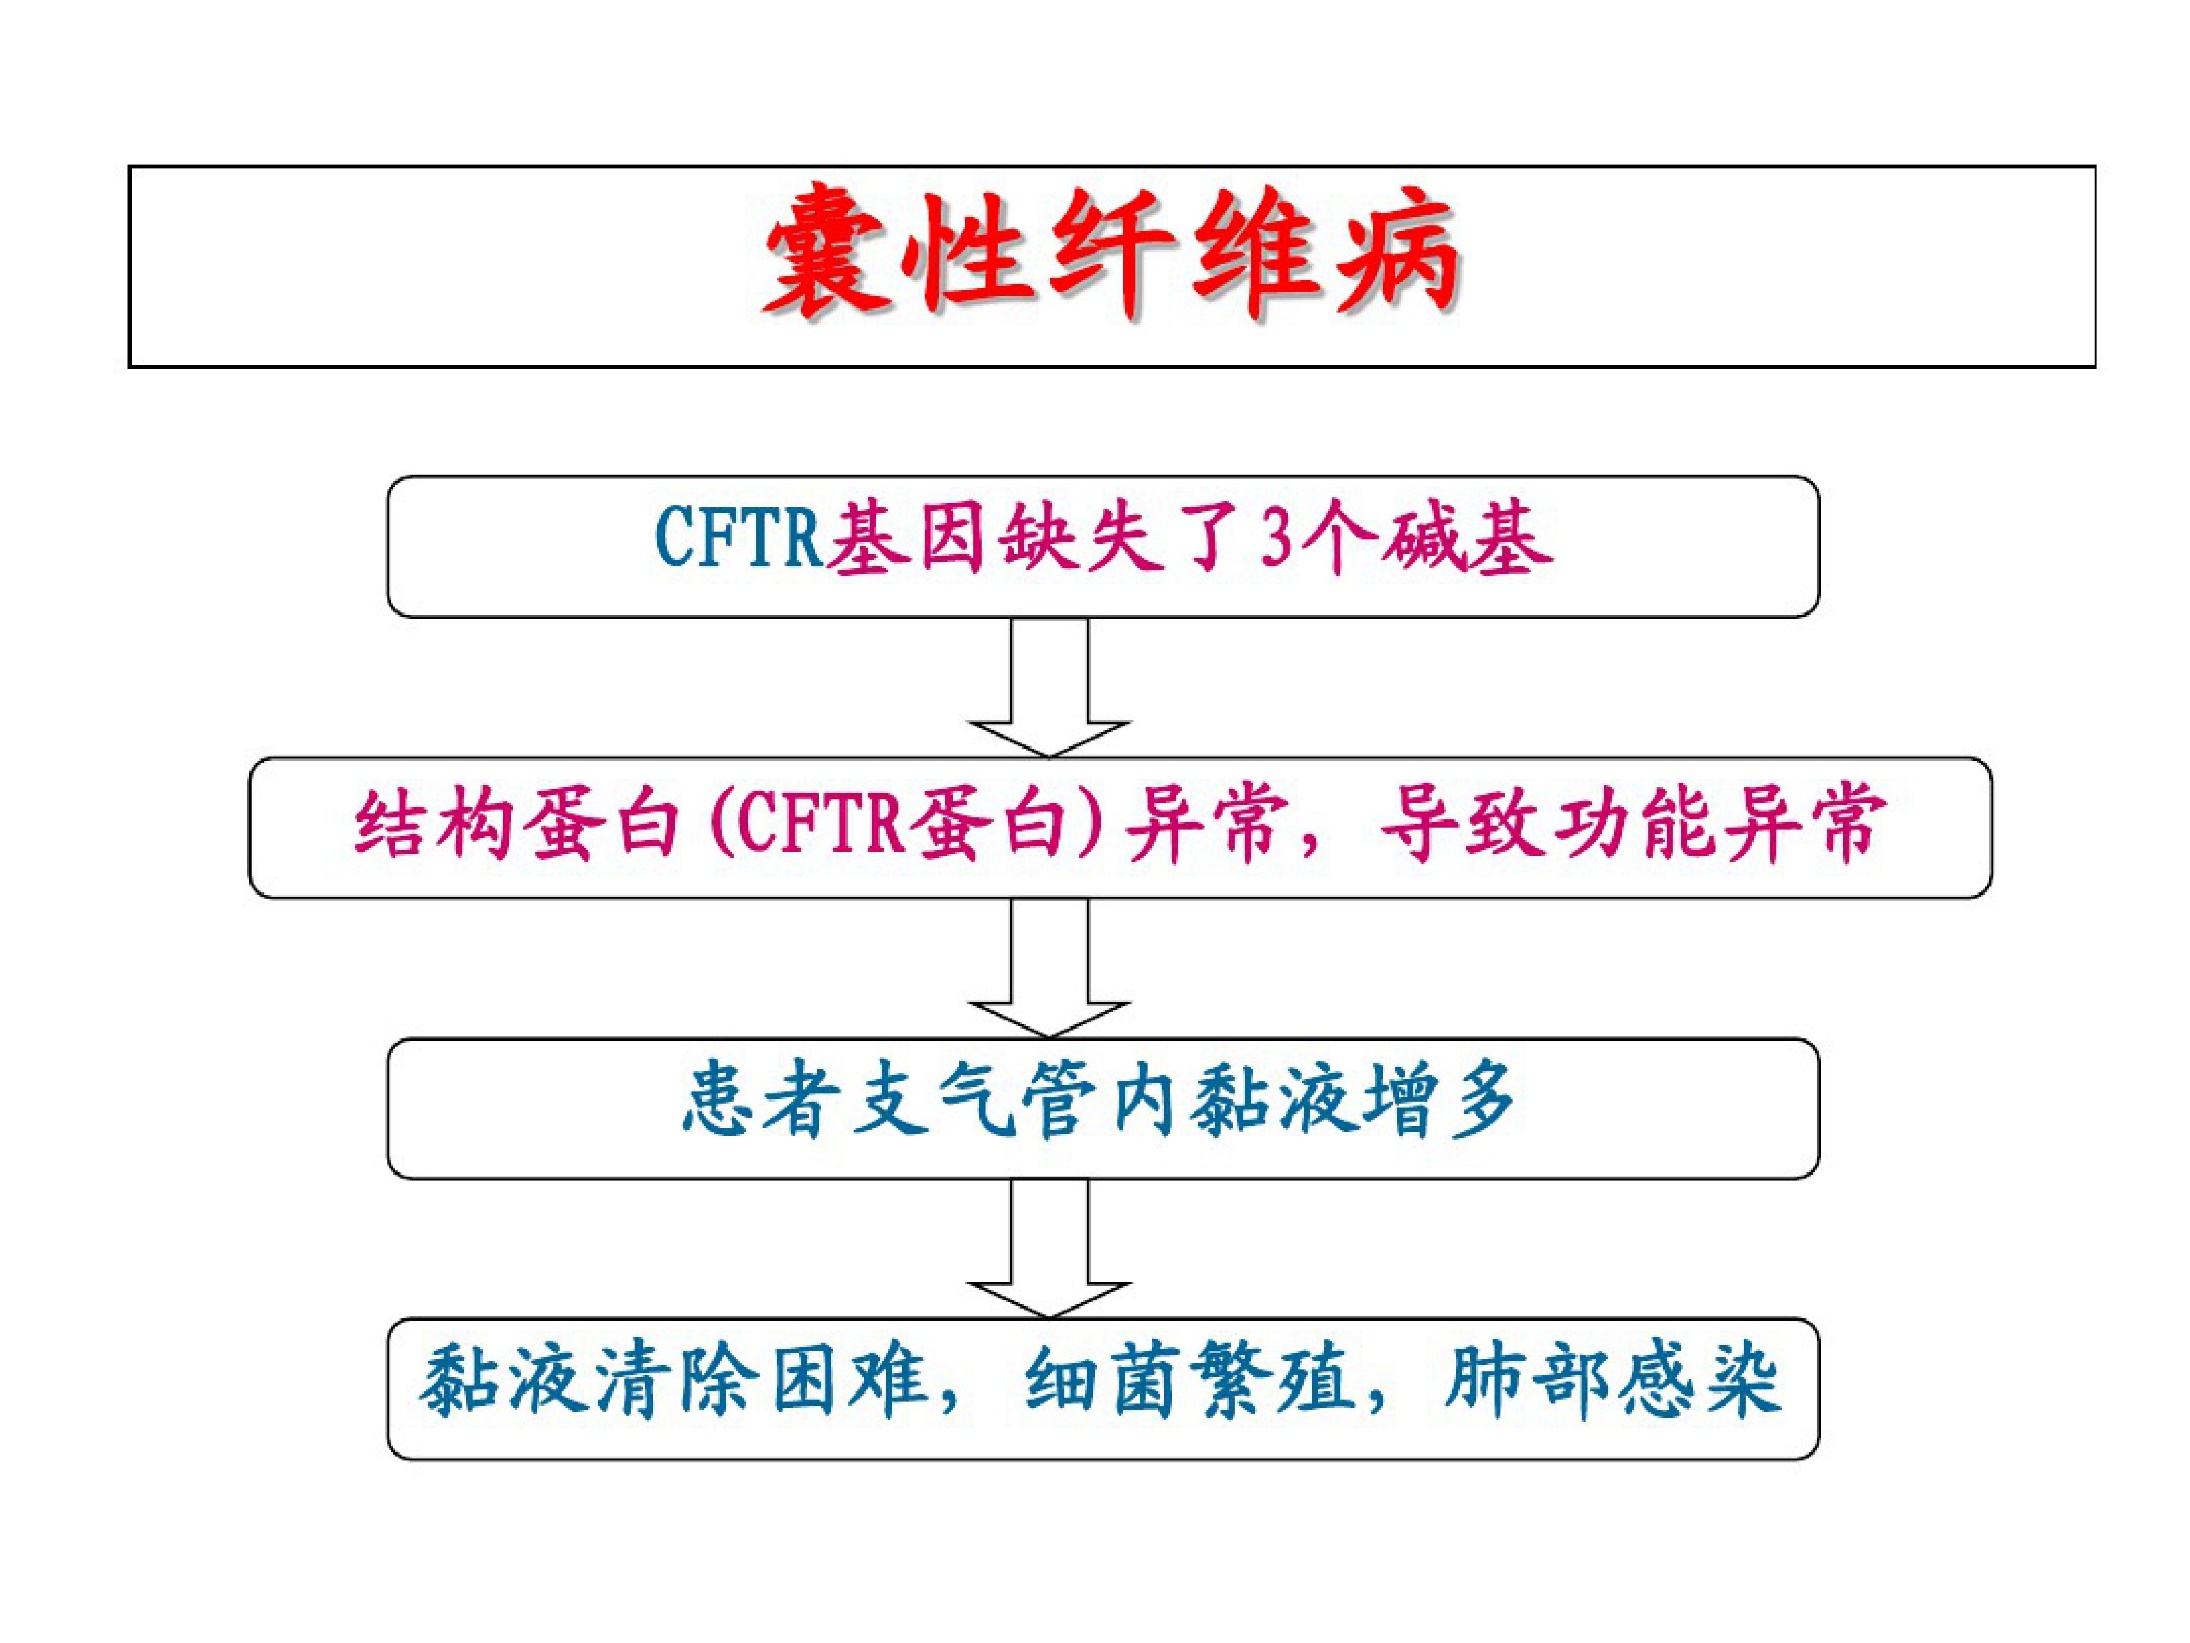 囊性纤维病
CFTR基因缺失了3个碱基
结构蛋白(CFTR蛋白)异常，导致功能异常
患者支气管内黏液增多
黏液清除困难，细菌繁殖，肺部感染